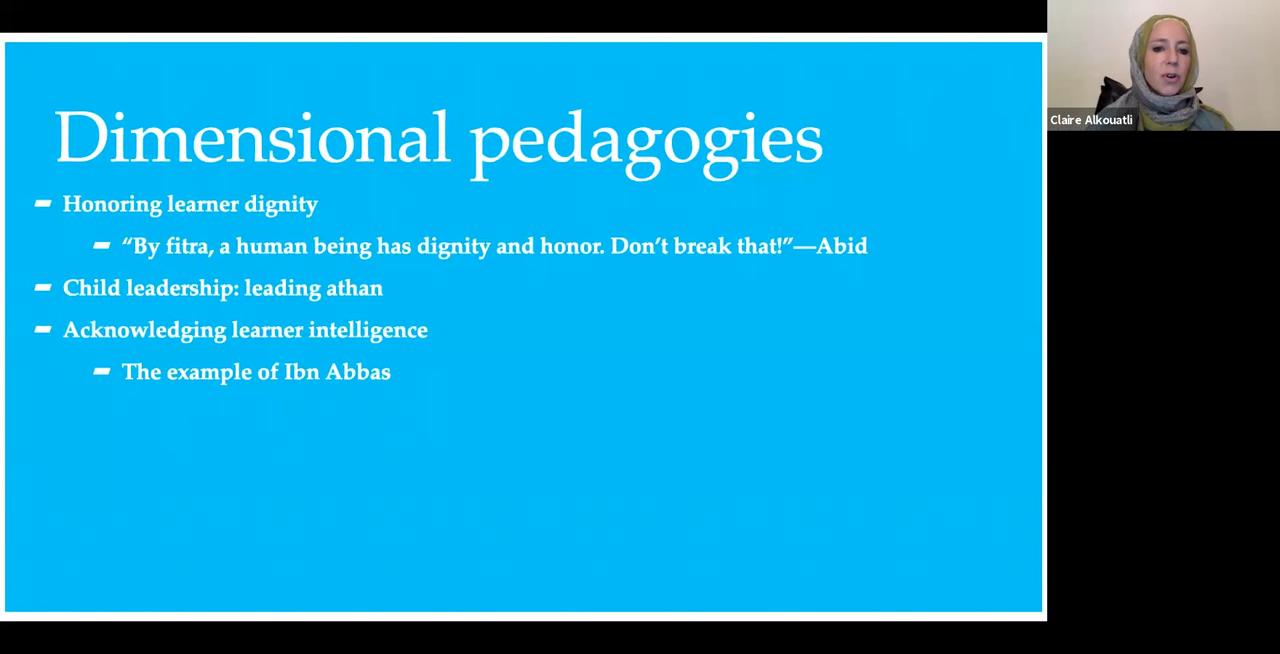 Dimensional pedagogies
Honoring learner dignity
“By fitra, a human being has dignity and honor. Don’t break that!”—Abid
Child leadership: leading athan
Acknowledging learner intelligence
The example of Ibn Abbas
Claire Alkouatli